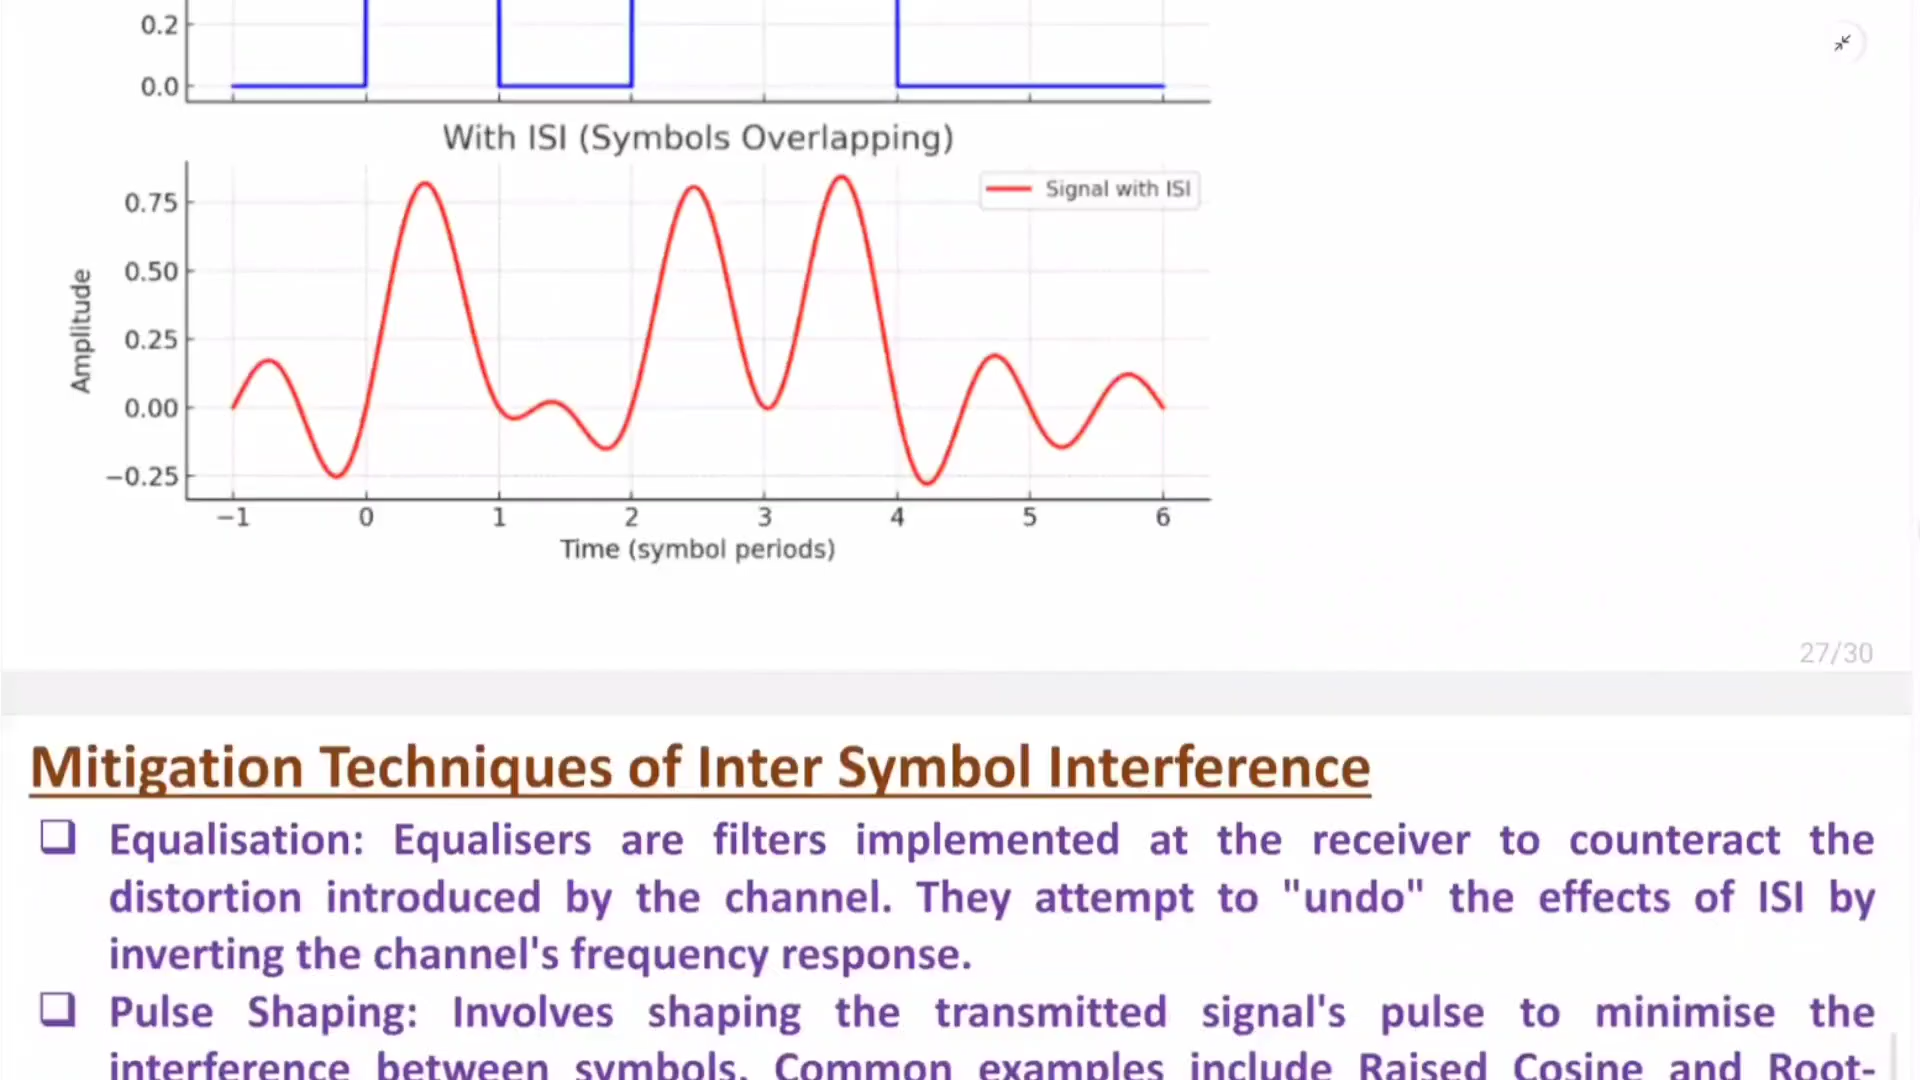 0.2
0.0
With ISI (Symbols Overlapping)
Signal with ISI
0.75
0.50
0.25
0.00
−0.25
Amplitude
−1 0 1 2 3 4 5 6
Time (symbol periods)
27/30
Mitigation Techniques of Inter Symbol Interference
❑ Equalisation: Equalisers are filters implemented at the receiver to counteract the
distortion introduced by the channel. They attempt to "undo" the effects of ISI by
inverting the channel's frequency response.
❑ Pulse Shaping: Involves shaping the transmitted signal's pulse to minimise the
interference between symbols. Common examples include Raised Cosine and Root-